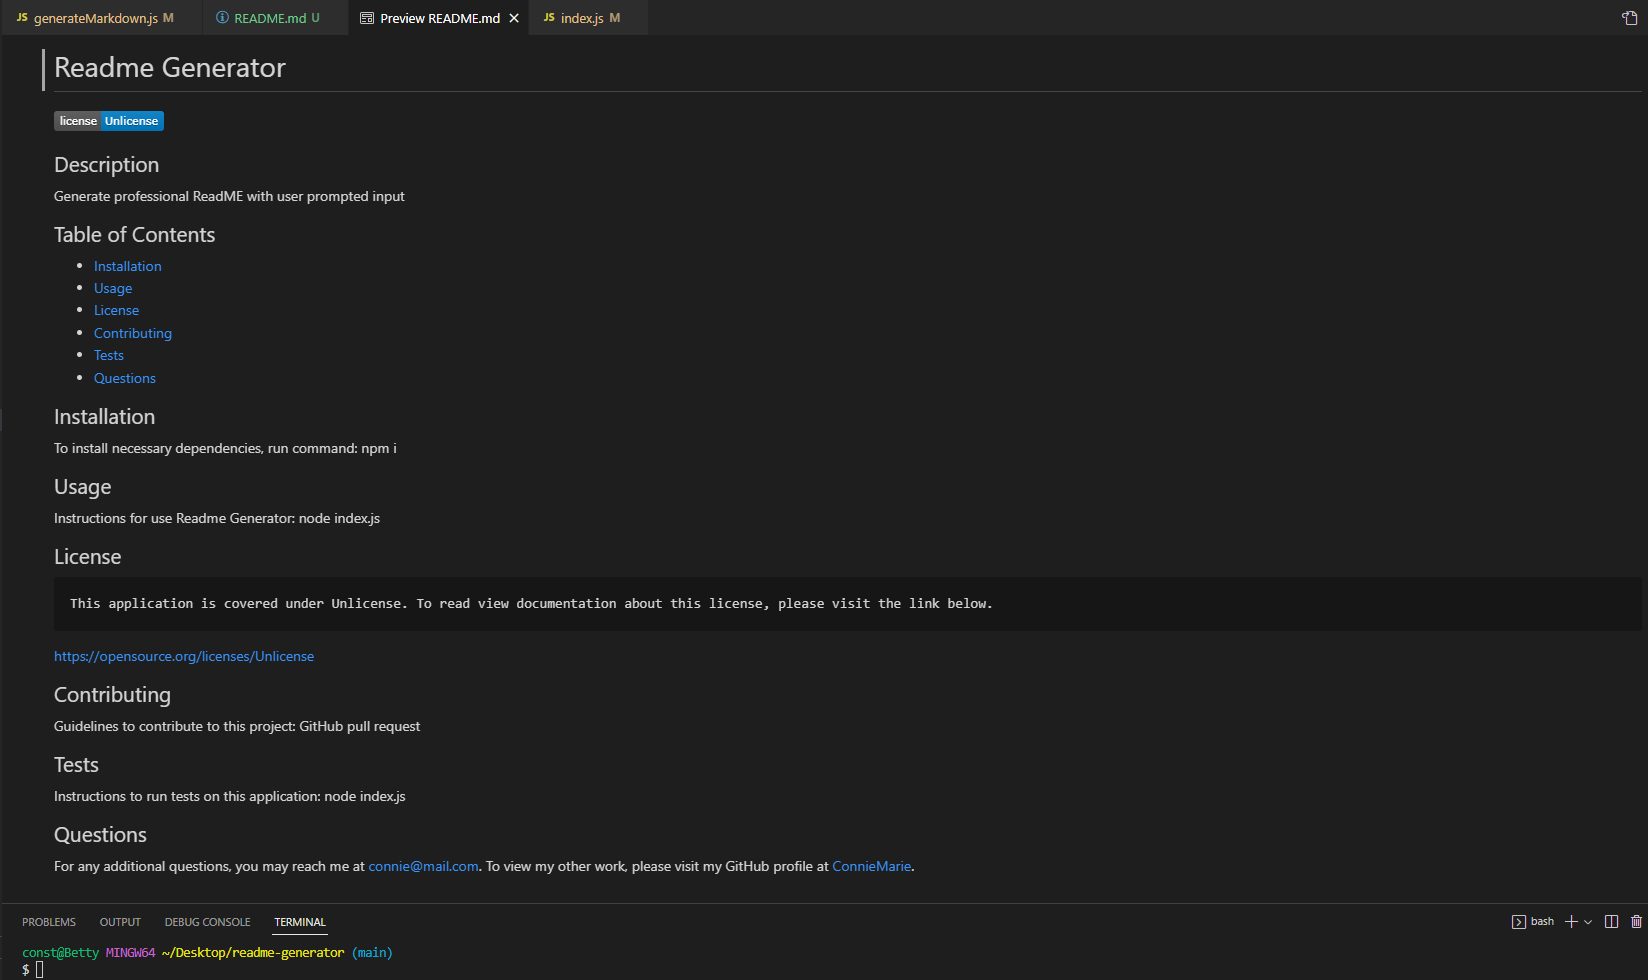 JS generateMarkdown.js M README.md U Preview README.md JS index.js M
Readme Generator
license Unlicense
Description
Generate professional ReadME with user prompted input
Table of Contents
Installation
Usage
License
Contributing
Tests
Questions
Installation
To install necessary dependencies, run command: npm i
Usage
Instructions for use Readme Generator: node index.js
License
This application is covered under Unlicense. To read view documentation about this license, please visit the link below.
https://opensource.org/licenses/Unlicense
Contributing
Guidelines to contribute to this project: GitHub pull request
Tests
Instructions to run tests on this application: node index.js
Questions
For any additional questions, you may reach me at connie@mail.com. To view my other work, please visit my GitHub profile at ConnieMarie.
PROBLEMS OUTPUT DEBUG CONSOLE TERMINAL bash
const@Betty MINGW64 ~/Desktop/readme-generator (main)
$